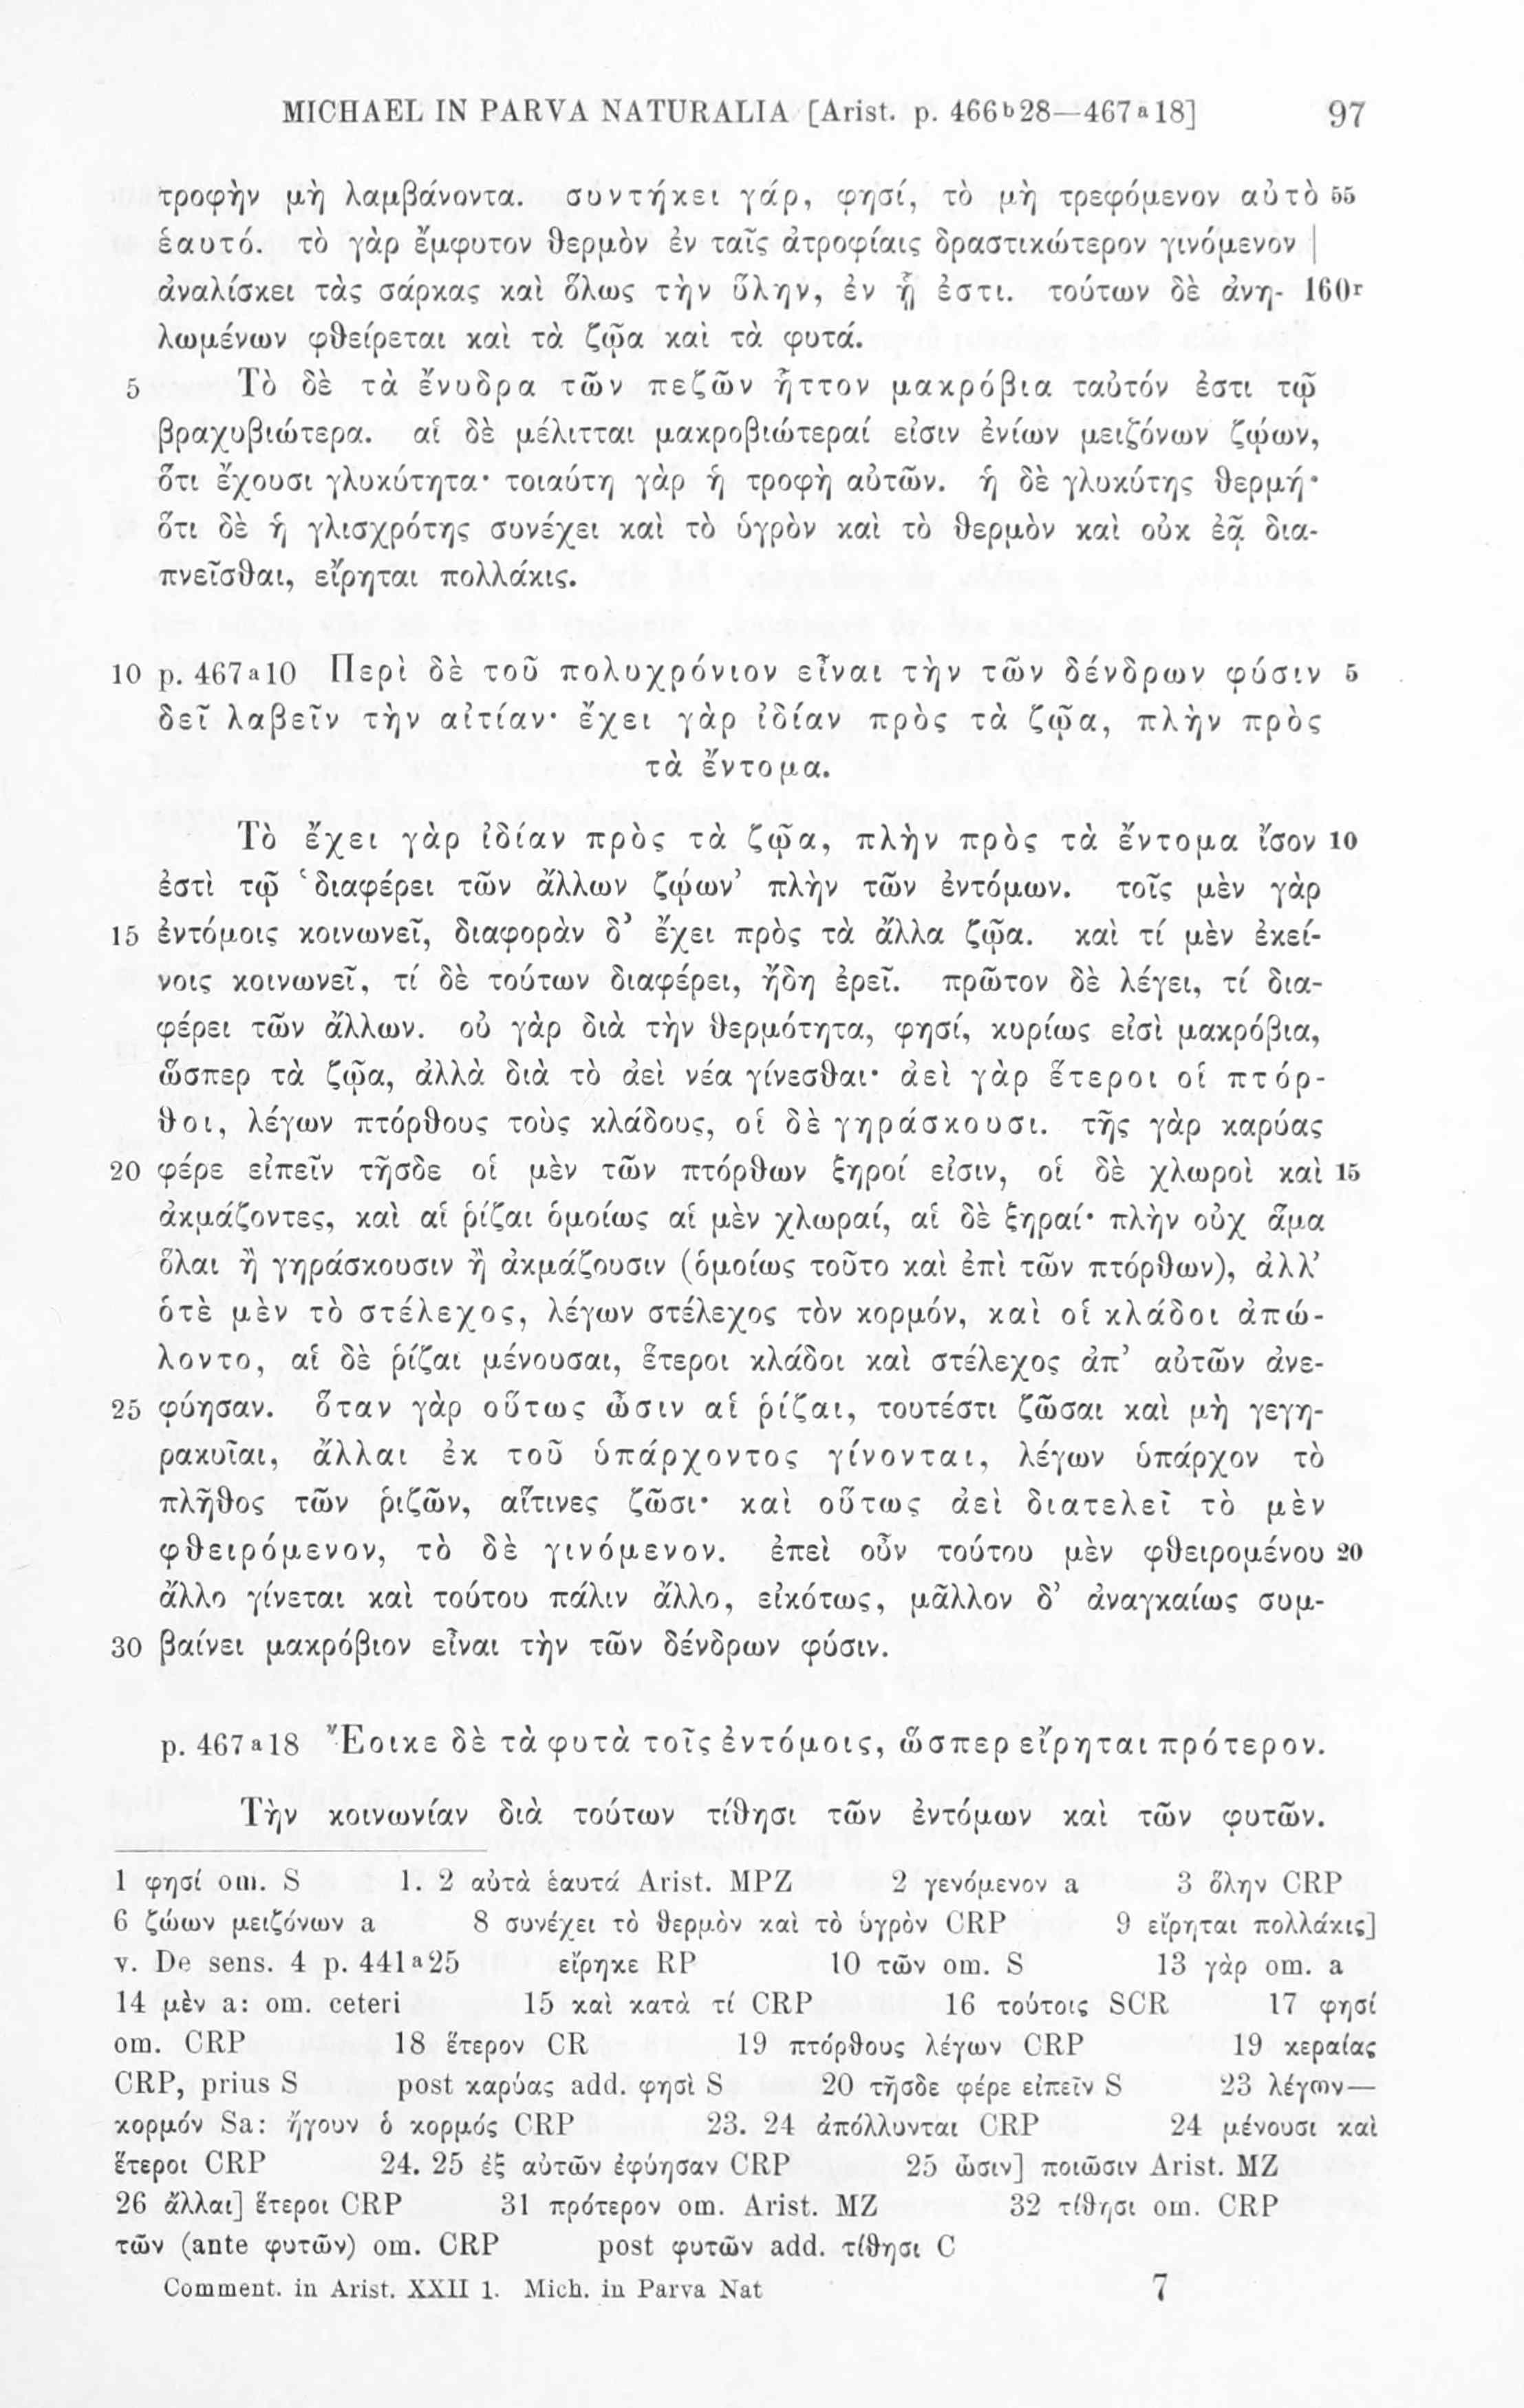 MICHAEL IN PARVA NATURALIA [Arist. p. 466b28—467a18] 97
τροφὴν μὴ λαμβάνοντα. συντήκει γάρ, φησί, τὸ μὴ τρεφόμενον αὐτὸ 55
ἑαυτό. τὸ γὰρ ἔμφυτον θερμὸν ἐν ταῖς ἀτροφίαις δραστικώτερον γινόμενον |
ἀναλίσκει τὰς σάρκας καὶ ὅλως τὴν ὕλην, ἐν ᾗ ἐστι. τούτων δὲ ἀνη- 160r
λωμένων φθείρεται καὶ τὰ ζῷα καὶ τὰ φυτά.
5 Τὸ δὲ τὰ ἔνυδρα τῶν πεζῶν ἧττον μακρόβια ταὐτόν ἐστι τῷ
βραχυβιώτερα. αἱ δὲ μέλιτται μακροβιώτεραί εἰσιν ἐνίων μειζόνων ζῴων,
ὅτι ἔχουσι γλυκύτητα· τοιαύτη γὰρ ἡ τροφὴ αὐτῶν. ἡ δὲ γλυκύτης θερμή·
ὅτι δὲ ἡ γλισχρότης συνέχει καὶ τὸ ὑγρὸν καὶ τὸ θερμὸν καὶ οὐκ ἐᾷ δια-
πνεῖσθαι, εἴρηται πολλάκις.
10 p. 467a10 Περὶ δὲ τοῦ πολυχρόνιον εἶναι τὴν τῶν δένδρων φύσιν 5
δεῖ λαβεῖν τὴν αἰτίαν· ἔχει γὰρ ἰδίαν πρὸς τὰ ζῷα, πλὴν πρὸς
τὰ ἔντομα.
Τὸ ἔχει γὰρ ἰδίαν πρὸς τὰ ζῷα, πλὴν πρὸς τὰ ἔντομα ἴσον 10
ἐστὶ τῷ ‘διαφέρει τῶν ἄλλων ζῴων’ πλὴν τῶν ἐντόμων. τοῖς μὲν γὰρ
15 ἐντόμοις κοινωνεῖ, διαφορὰν δ’ ἔχει πρὸς τὰ ἄλλα ζῷα. καὶ τί μὲν ἐκεί-
νοις κοινωνεῖ, τί δὲ τούτων διαφέρει, ἤδη ἐρεῖ. πρῶτον δὲ λέγει, τί δια-
φέρει τῶν ἄλλων. οὐ γὰρ διὰ τὴν θερμότητα, φησί, κυρίως εἰσὶ μακρόβια,
ὥσπερ τὰ ζῷα, ἀλλὰ διὰ τὸ ἀεὶ νέα γίνεσθαι· ἀεὶ γὰρ ἕτεροι οἱ πτόρ-
θοι, λέγων πτόρθους τοὺς κλάδους, οἱ δὲ γηράσκουσι. τῆς γὰρ καρύας
20 φέρε εἰπεῖν τῆσδε οἱ μὲν τῶν πτόρθων ξηροί εἰσιν, οἱ δὲ χλωροὶ καὶ 15
ἀκμάζοντες, καὶ αἱ ῥίζαι ὁμοίως αἱ μὲν χλωραί, αἱ δὲ ξηραί· πλὴν οὐχ ἅμα
ὅλαι ἢ γηράσκουσιν ἢ ἀκμάζουσιν (ὁμοίως τοῦτο καὶ ἐπὶ τῶν πτόρθων), ἀλλ’
ὁτὲ μὲν τὸ στέλεχος, λέγων στέλεχος τὸν κορμόν, καὶ οἱ κλάδοι ἀπώ-
λοντο, αἱ δὲ ῥίζαι μένουσαι, ἕτεροι κλάδοι καὶ στέλεχος ἀπ’ αὐτῶν ἀνε-
25 φύησαν. ὅταν γὰρ οὕτως ὦσιν αἱ ῥίζαι, τουτέστι ζῶσαι καὶ μὴ γεγη-
ρακυῖαι, ἄλλαι ἐκ τοῦ ὑπάρχοντος γίνονται, λέγων ὑπάρχον τὸ
πλῆθος τῶν ῥιζῶν, αἵτινες ζῶσι· καὶ οὕτως ἀεὶ διατελεῖ τὸ μὲν
φθειρόμενον, τὸ δὲ γινόμενον. ἐπεὶ οὖν τούτου μὲν φθειρομένου 20
ἄλλο γίνεται καὶ τούτου πάλιν ἄλλο, εἰκότως, μᾶλλον δ’ ἀναγκαίως συμ-
30 βαίνει μακρόβιον εἶναι τὴν τῶν δένδρων φύσιν.
p. 467a18 Ἔοικε δὲ τὰ φυτὰ τοῖς ἐντόμοις, ὥσπερ εἴρηται πρότερον.
Τὴν κοινωνίαν διὰ τούτων τίθησι τῶν ἐντόμων καὶ τῶν φυτῶν.
1 φησί om. S 1. 2 αὐτὰ ἑαυτά Arist. MPZ 2 γενόμενον a 3 ὅλην CRP
6 ζώων μειζόνων a 8 συνέχει τὸ θερμὸν καὶ τὸ ὑγρὸν CRP 9 εἴρηται πολλάκις]
v. De sens. 4 p. 441a25 εἴρηκε RP 10 τῶν om. S 13 γὰρ om. a
14 μὲν a: om. ceteri 15 καὶ κατὰ τί CRP 16 τούτοις SCR 17 φησί
om. CRP 18 ἕτερον CR 19 πτόρθους λέγων CRP 19 κεραίας
CRP, prius S post καρύας add. φησὶ S 20 τῆσδε φέρε εἰπεῖν S 23 λέγων—
κορμόν Sa: ἤγουν ὁ κορμός CRP 23. 24 ἀπόλλυνται CRP 24 μένουσι καὶ
ἕτεροι CRP 24. 25 ἐξ αὐτῶν ἐφύησαν CRP 25 ὦσιν] ποιῶσιν Arist. MZ
26 ἄλλαι] ἕτεροι CRP 31 πρότερον om. Arist. MZ 32 τίθησι om. CRP
τῶν (ante φυτῶν) om. CRP post φυτῶν add. τίθησι C
Comment. in Arist. XXII 1. Mich. in Parva Nat 7